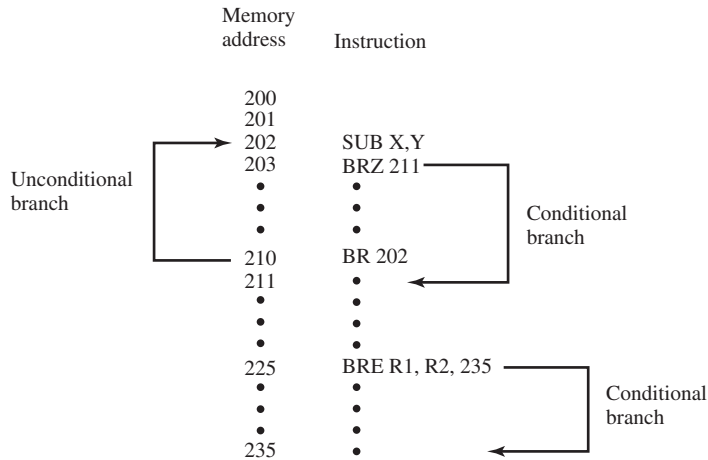 Memory
address Instruction
200
201
202 SUB X,Y
203 BRZ 211
Unconditional
branch
Conditional
branch
210 BR 202
211
225 BRE R1, R2, 235
Conditional
branch
235